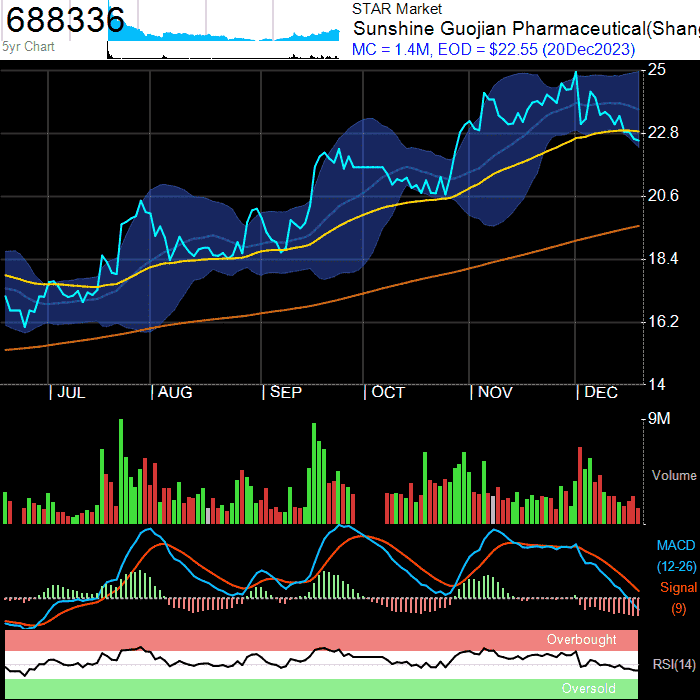 688336
5yr Chart
STAR Market
Sunshine Guojian Pharmaceutical(Shang
MC = 1.4M, EOD = $22.55 (20Dec2023)
25
22.8
20.6
18.4
16.2
14
JUL AUG SEP OCT NOV DEC
9M
Volume
MACD
(12-26)
Signal
(9)
Overbought
RSI(14)
Oversold